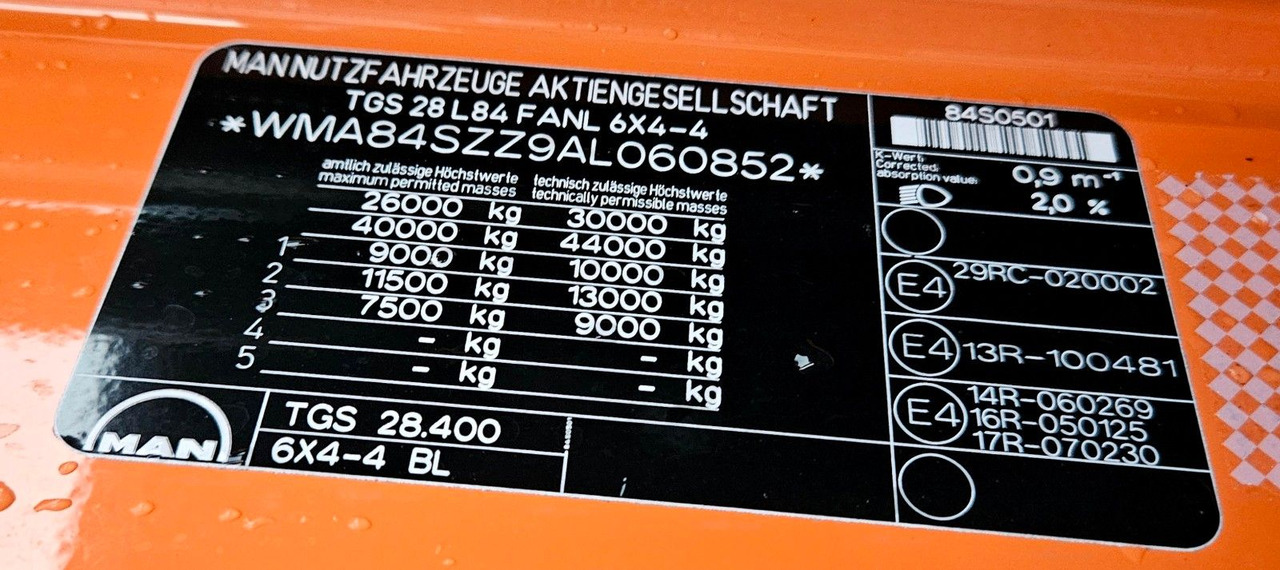 MAN NUTZFAHRZEUGE AKTIENGESELLSCHAFT
TGS 28 L84 FANL 6X4-4
*WMA84SZZ9AL060852*
amtlich zulässige Höchstwerte technisch zulässige Höchstwerte
maximum permitted masses technically permissible masses
26000 kg 30000 kg
40000 kg 44000 kg
1 9000 kg 10000 kg
2 11500 kg 13000 kg
3 7500 kg 9000 kg
4 - kg - kg
5 - kg - kg
MAN
TGS 28.400
6X4-4 BL
84S0501
K-Wert:
Corrected
absorption value:
0,9 m⁻¹
2,0 %
E4 29RC-020002
E4 13R-100481
E4 14R-060269
16R-050125
17R-070230